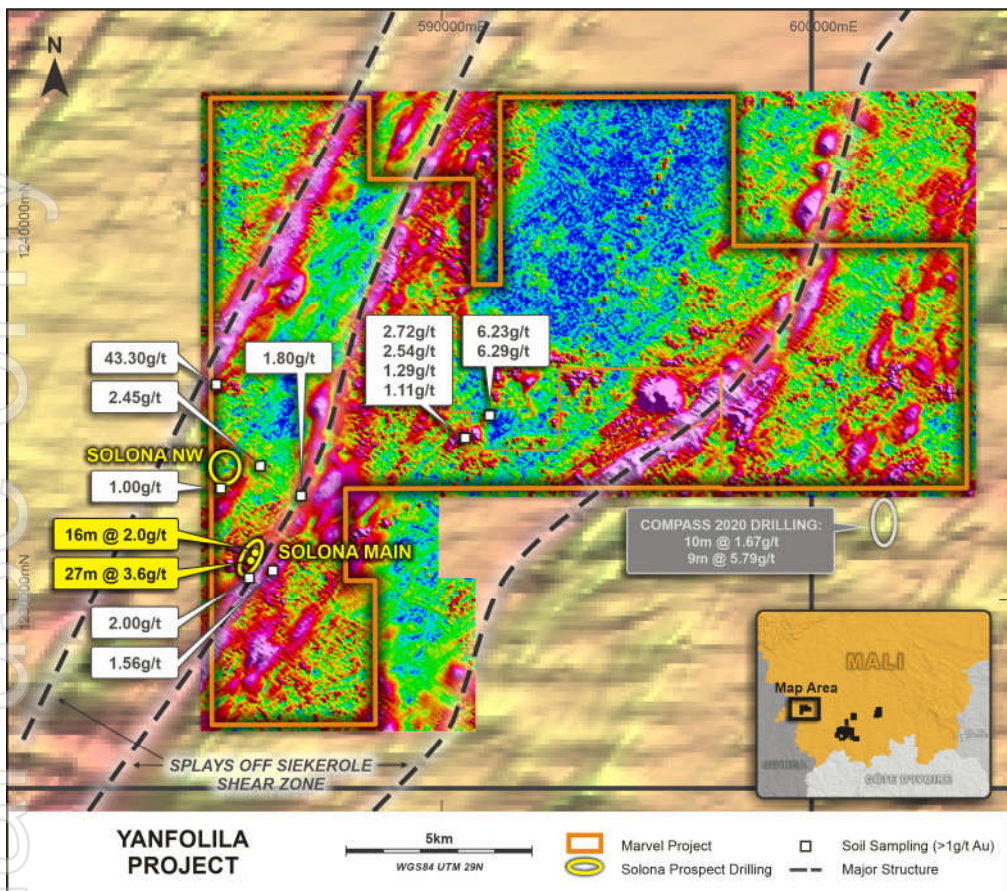 590000mE
600000mE
N
1240000mN
43.30g/t
2.45g/t
1.80g/t
2.72g/t
2.54g/t
1.29g/t
1.11g/t
6.23g/t
6.29g/t
SOLONA NW
1.00g/t
16m @ 2.0g/t
27m @ 3.6g/t
SOLONA MAIN
2.00g/t
1.56g/t
COMPASS 2020 DRILLING:
10m @ 1.67g/t
9m @ 5.79g/t
SPLAYS OFF SIEKEROLE
SHEAR ZONE
MALI
Map Area
GUINEA
CÔTE D'IVOIRE
YANFOLILA
PROJECT
5km
WGS84 UTM 29N
Marvel Project
Solona Prospect Drilling
Soil Sampling (>1g/t Au)
Major Structure